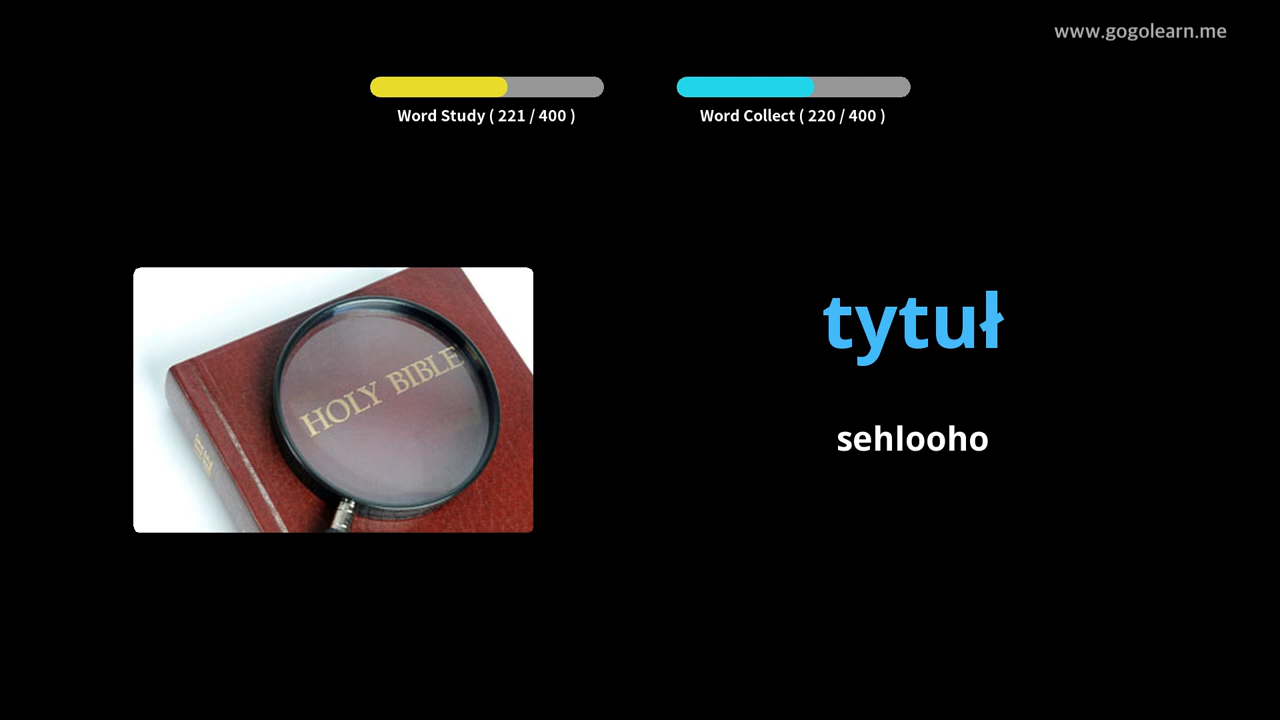 www.gogolearn.me
Word Study ( 221 / 400 )
Word Collect ( 220 / 400 )
HOLY BIBLE
tytuł
sehlooho